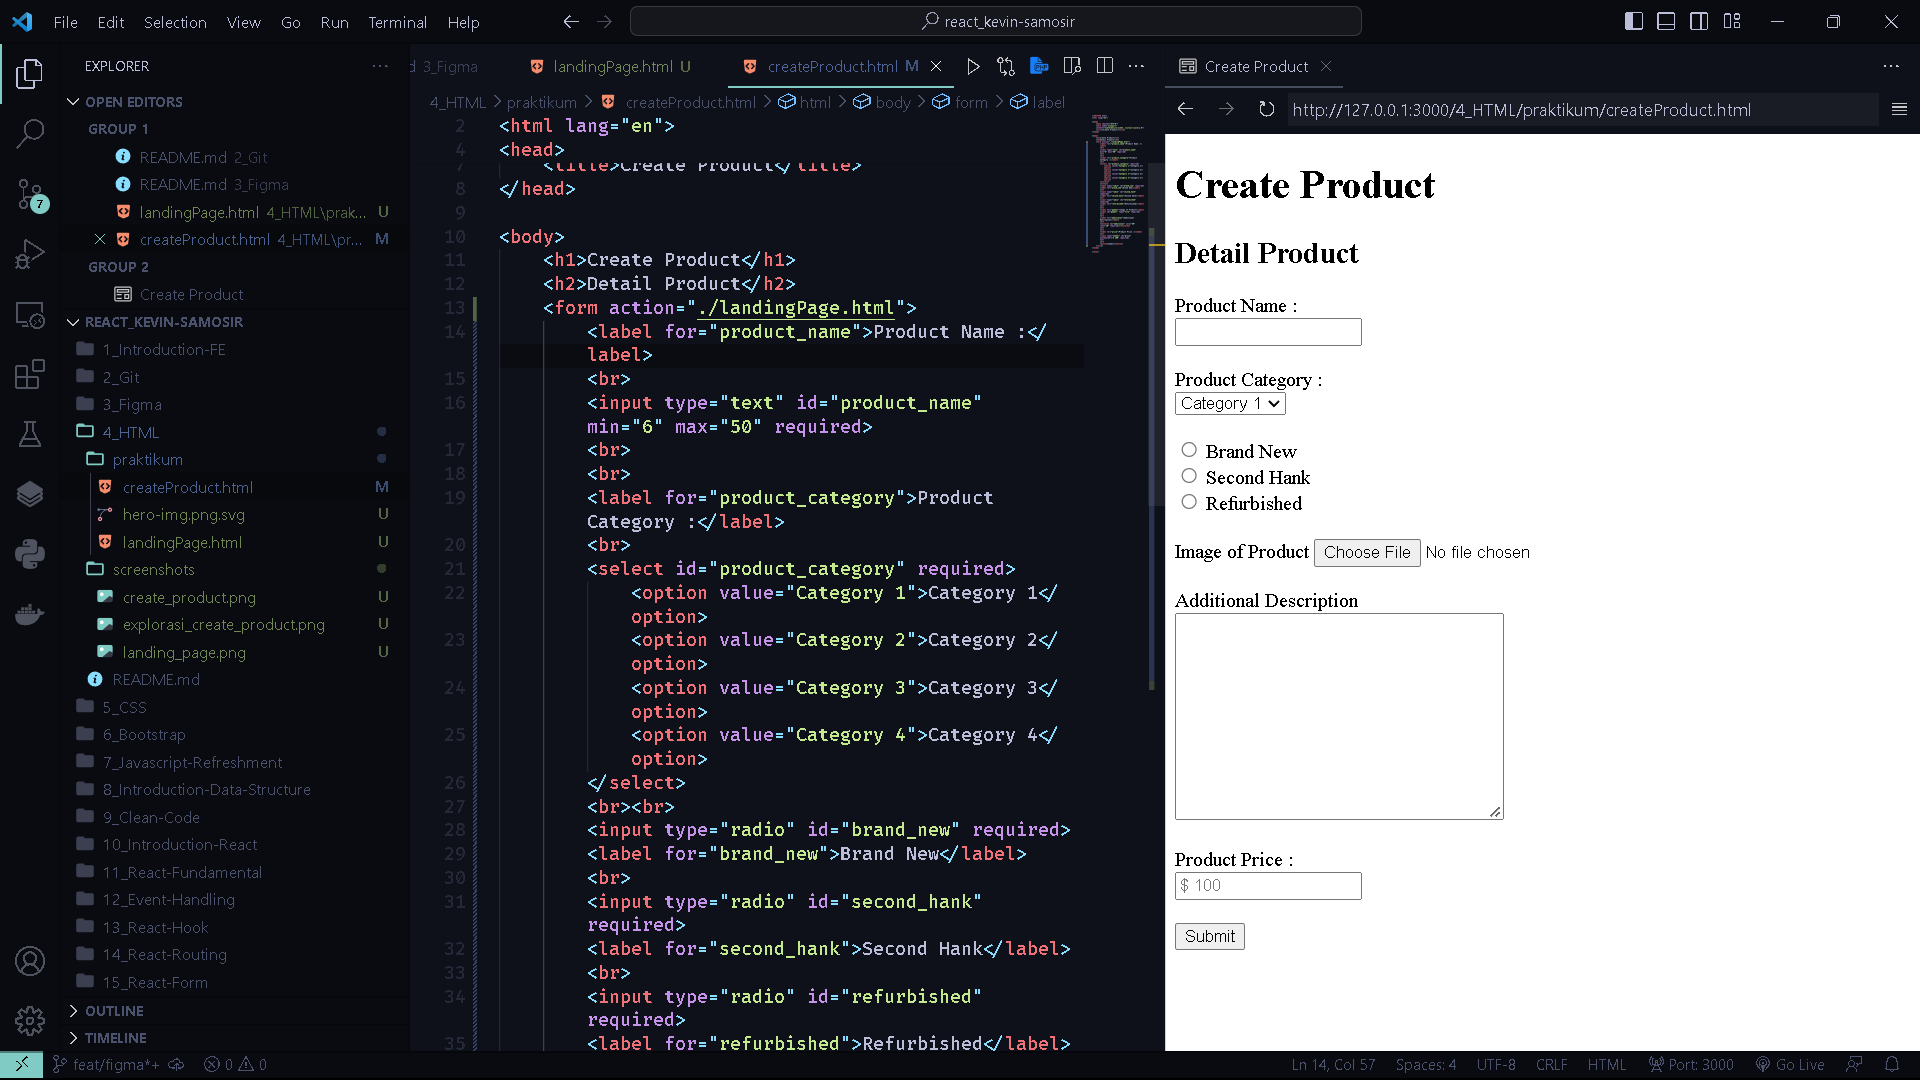 File Edit Selection View Go Run Terminal Help
react_kevin-samosir
EXPLORER
OPEN EDITORS
GROUP 1
README.md 2_Git
README.md 3_Figma
landingPage.html 4_HTML\prak... U
createProduct.html 4_HTML\pr... M
GROUP 2
Create Product
REACT_KEVIN-SAMOSIR
1_Introduction-FE
2_Git
3_Figma
4_HTML
praktikum
createProduct.html M
hero-img.png.svg U
landingPage.html U
screenshots
create_product.png U
explorasi_create_product.png U
landing_page.png U
README.md
5_CSS
6_Bootstrap
7_Javascript-Refreshment
8_Introduction-Data-Structure
9_Clean-Code
10_Introduction-React
11_React-Fundamental
12_Event-Handling
13_React-Hook
14_React-Routing
15_React-Form
OUTLINE
TIMELINE
7
d 3_Figma
landingPage.html U
createProduct.html M
4_HTML > praktikum > createProduct.html > html > body > form > label
2 <html lang="en">
4 <head>
7 <title>Create Product</title>
8 </head>
9
10 <body>
11 <h1>Create Product</h1>
12 <h2>Detail Product</h2>
13 <form action="./landingPage.html">
14 <label for="product_name">Product Name :</
label>
15 <br>
16 <input type="text" id="product_name"
min="6" max="50" required>
17 <br>
18 <br>
19 <label for="product_category">Product
Category :</label>
20 <br>
21 <select id="product_category" required>
22 <option value="Category 1">Category 1</
option>
23 <option value="Category 2">Category 2</
option>
24 <option value="Category 3">Category 3</
option>
25 <option value="Category 4">Category 4</
option>
26 </select>
27 <br><br>
28 <input type="radio" id="brand_new" required>
29 <label for="brand_new">Brand New</label>
30 <br>
31 <input type="radio" id="second_hank"
required>
32 <label for="second_hank">Second Hank</label>
33 <br>
34 <input type="radio" id="refurbished"
required>
35 <label for="refurbished">Refurbished</label>
Create Product
http://127.0.0.1:3000/4_HTML/praktikum/createProduct.html
Create Product
Detail Product
Product Name :
Product Category :
Category 1
Brand New
Second Hank
Refurbished
Image of Product Choose File No file chosen
Additional Description
Product Price :
$ 100
Submit
feat/figma*+ 0 0
Ln 14, Col 57 Spaces: 4 UTF-8 CRLF HTML Port: 3000 Go Live